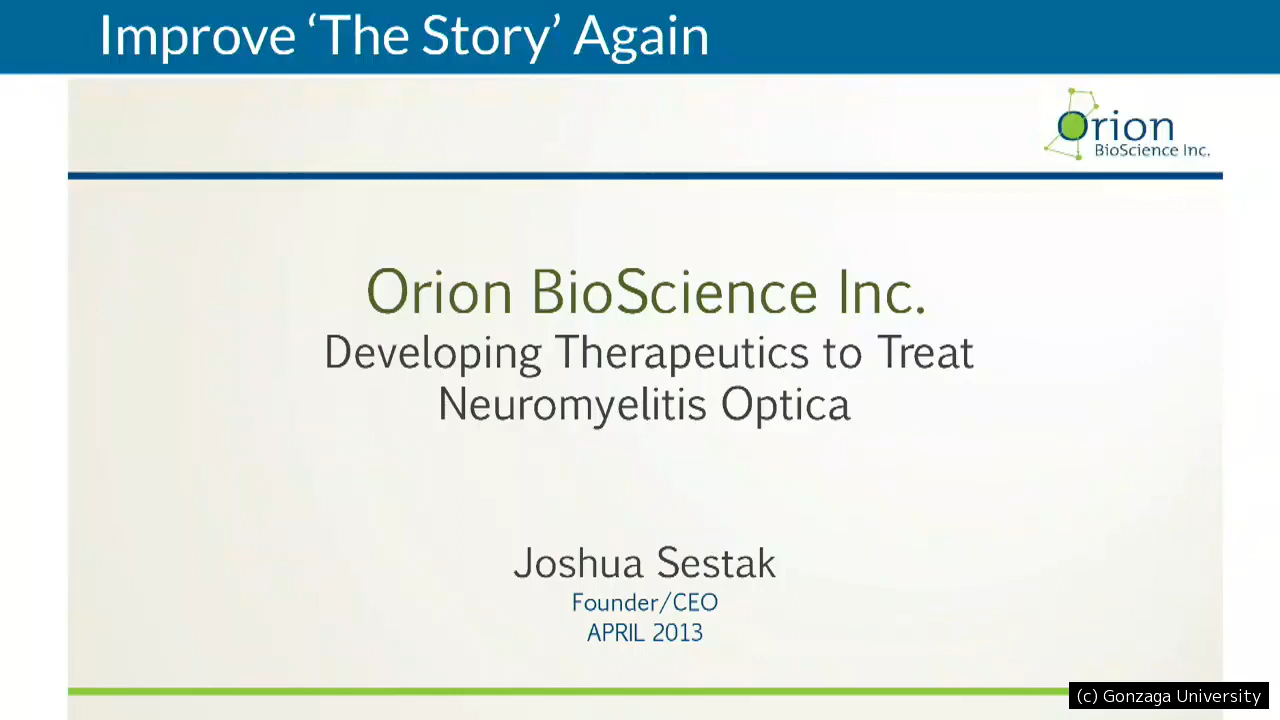 Improve ‘The Story’ Again
Orion
BioScience Inc.
Orion BioScience Inc.
Developing Therapeutics to Treat
Neuromyelitis Optica
Joshua Sestak
Founder/CEO
APRIL 2013
(c) Gonzaga University